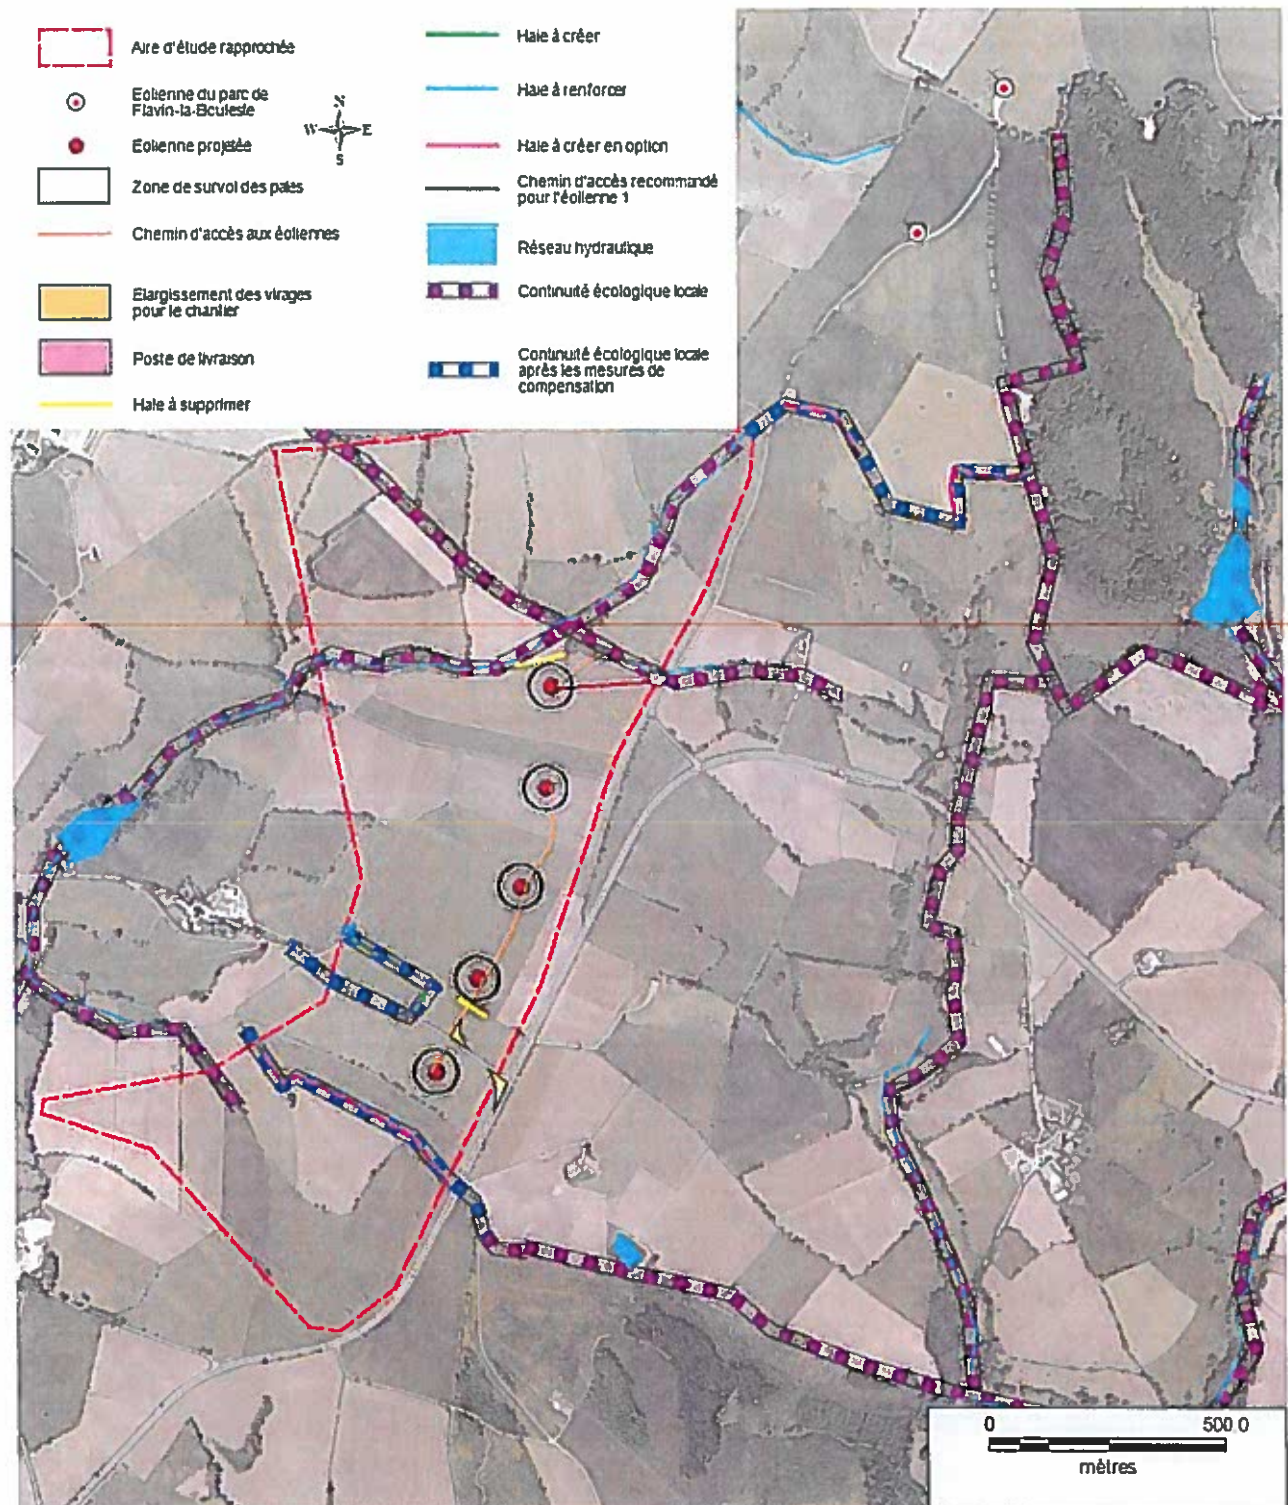 Aire d'étude rapprochée
Eolienne du parc de
Flavin-la-Bouleste
Eolienne projetée
Zone de survol des pales
Chemin d'accès aux éoliennes
Elargissement des virages
pour le chantier
Poste de livraison
Haie à supprimer
N
W E
S
Haie à créer
Haie à renforcer
Haie à créer en option
Chemin d'accès recommandé
pour l'éolienne 1
Réseau hydraulique
Continuité écologique locale
Continuité écologique locale
après les mesures de
compensation
0 500.0
mètres